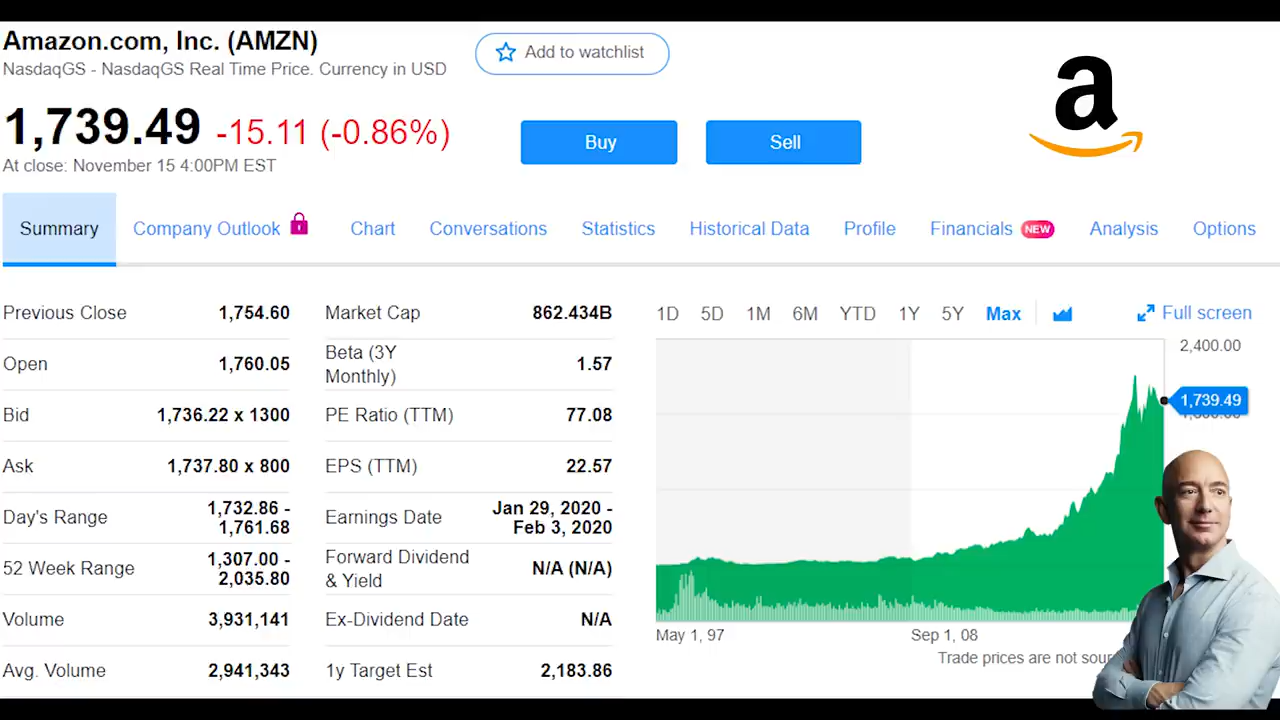 Amazon.com, Inc. (AMZN)
NasdaqGS - NasdaqGS Real Time Price. Currency in USD
Add to watchlist
1,739.49 -15.11 (-0.86%)
At close: November 15 4:00PM EST
Buy
Sell
a
Summary
Company Outlook
Chart
Conversations
Statistics
Historical Data
Profile
Financials NEW
Analysis
Options
Previous Close 1,754.60
Open 1,760.05
Bid 1,736.22 x 1300
Ask 1,737.80 x 800
Day's Range 1,732.86 -
1,761.68
52 Week Range 1,307.00 -
2,035.80
Volume 3,931,141
Avg. Volume 2,941,343
Market Cap 862.434B
Beta (3Y
Monthly) 1.57
PE Ratio (TTM) 77.08
EPS (TTM) 22.57
Earnings Date Jan 29, 2020 -
Feb 3, 2020
Forward Dividend
& Yield N/A (N/A)
Ex-Dividend Date N/A
1y Target Est 2,183.86
1D 5D 1M 6M YTD 1Y 5Y Max
Full screen
2,400.00
1,739.49
May 1, 97
Sep 1, 08
Trade prices are not